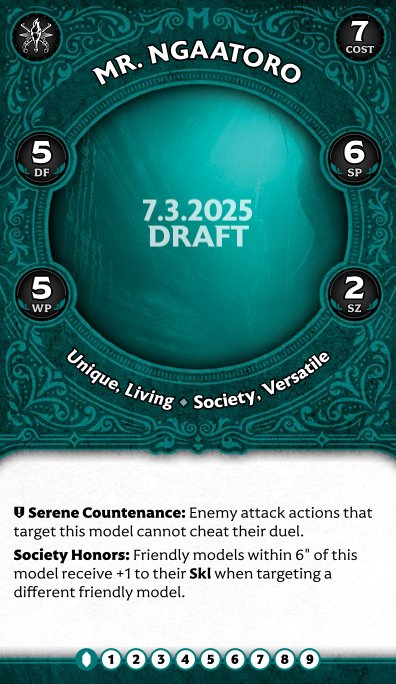 7
COST
MR. NGAATORO
5
DF
6
SP
7.3.2025
DRAFT
5
WP
2
SZ
Unique, Living ◆ Society, Versatile
Serene Countenance: Enemy attack actions that
target this model cannot cheat their duel.
Society Honors: Friendly models within 6" of this
model receive +1 to their Skl when targeting a
different friendly model.
1 2 3 4 5 6 7 8 9